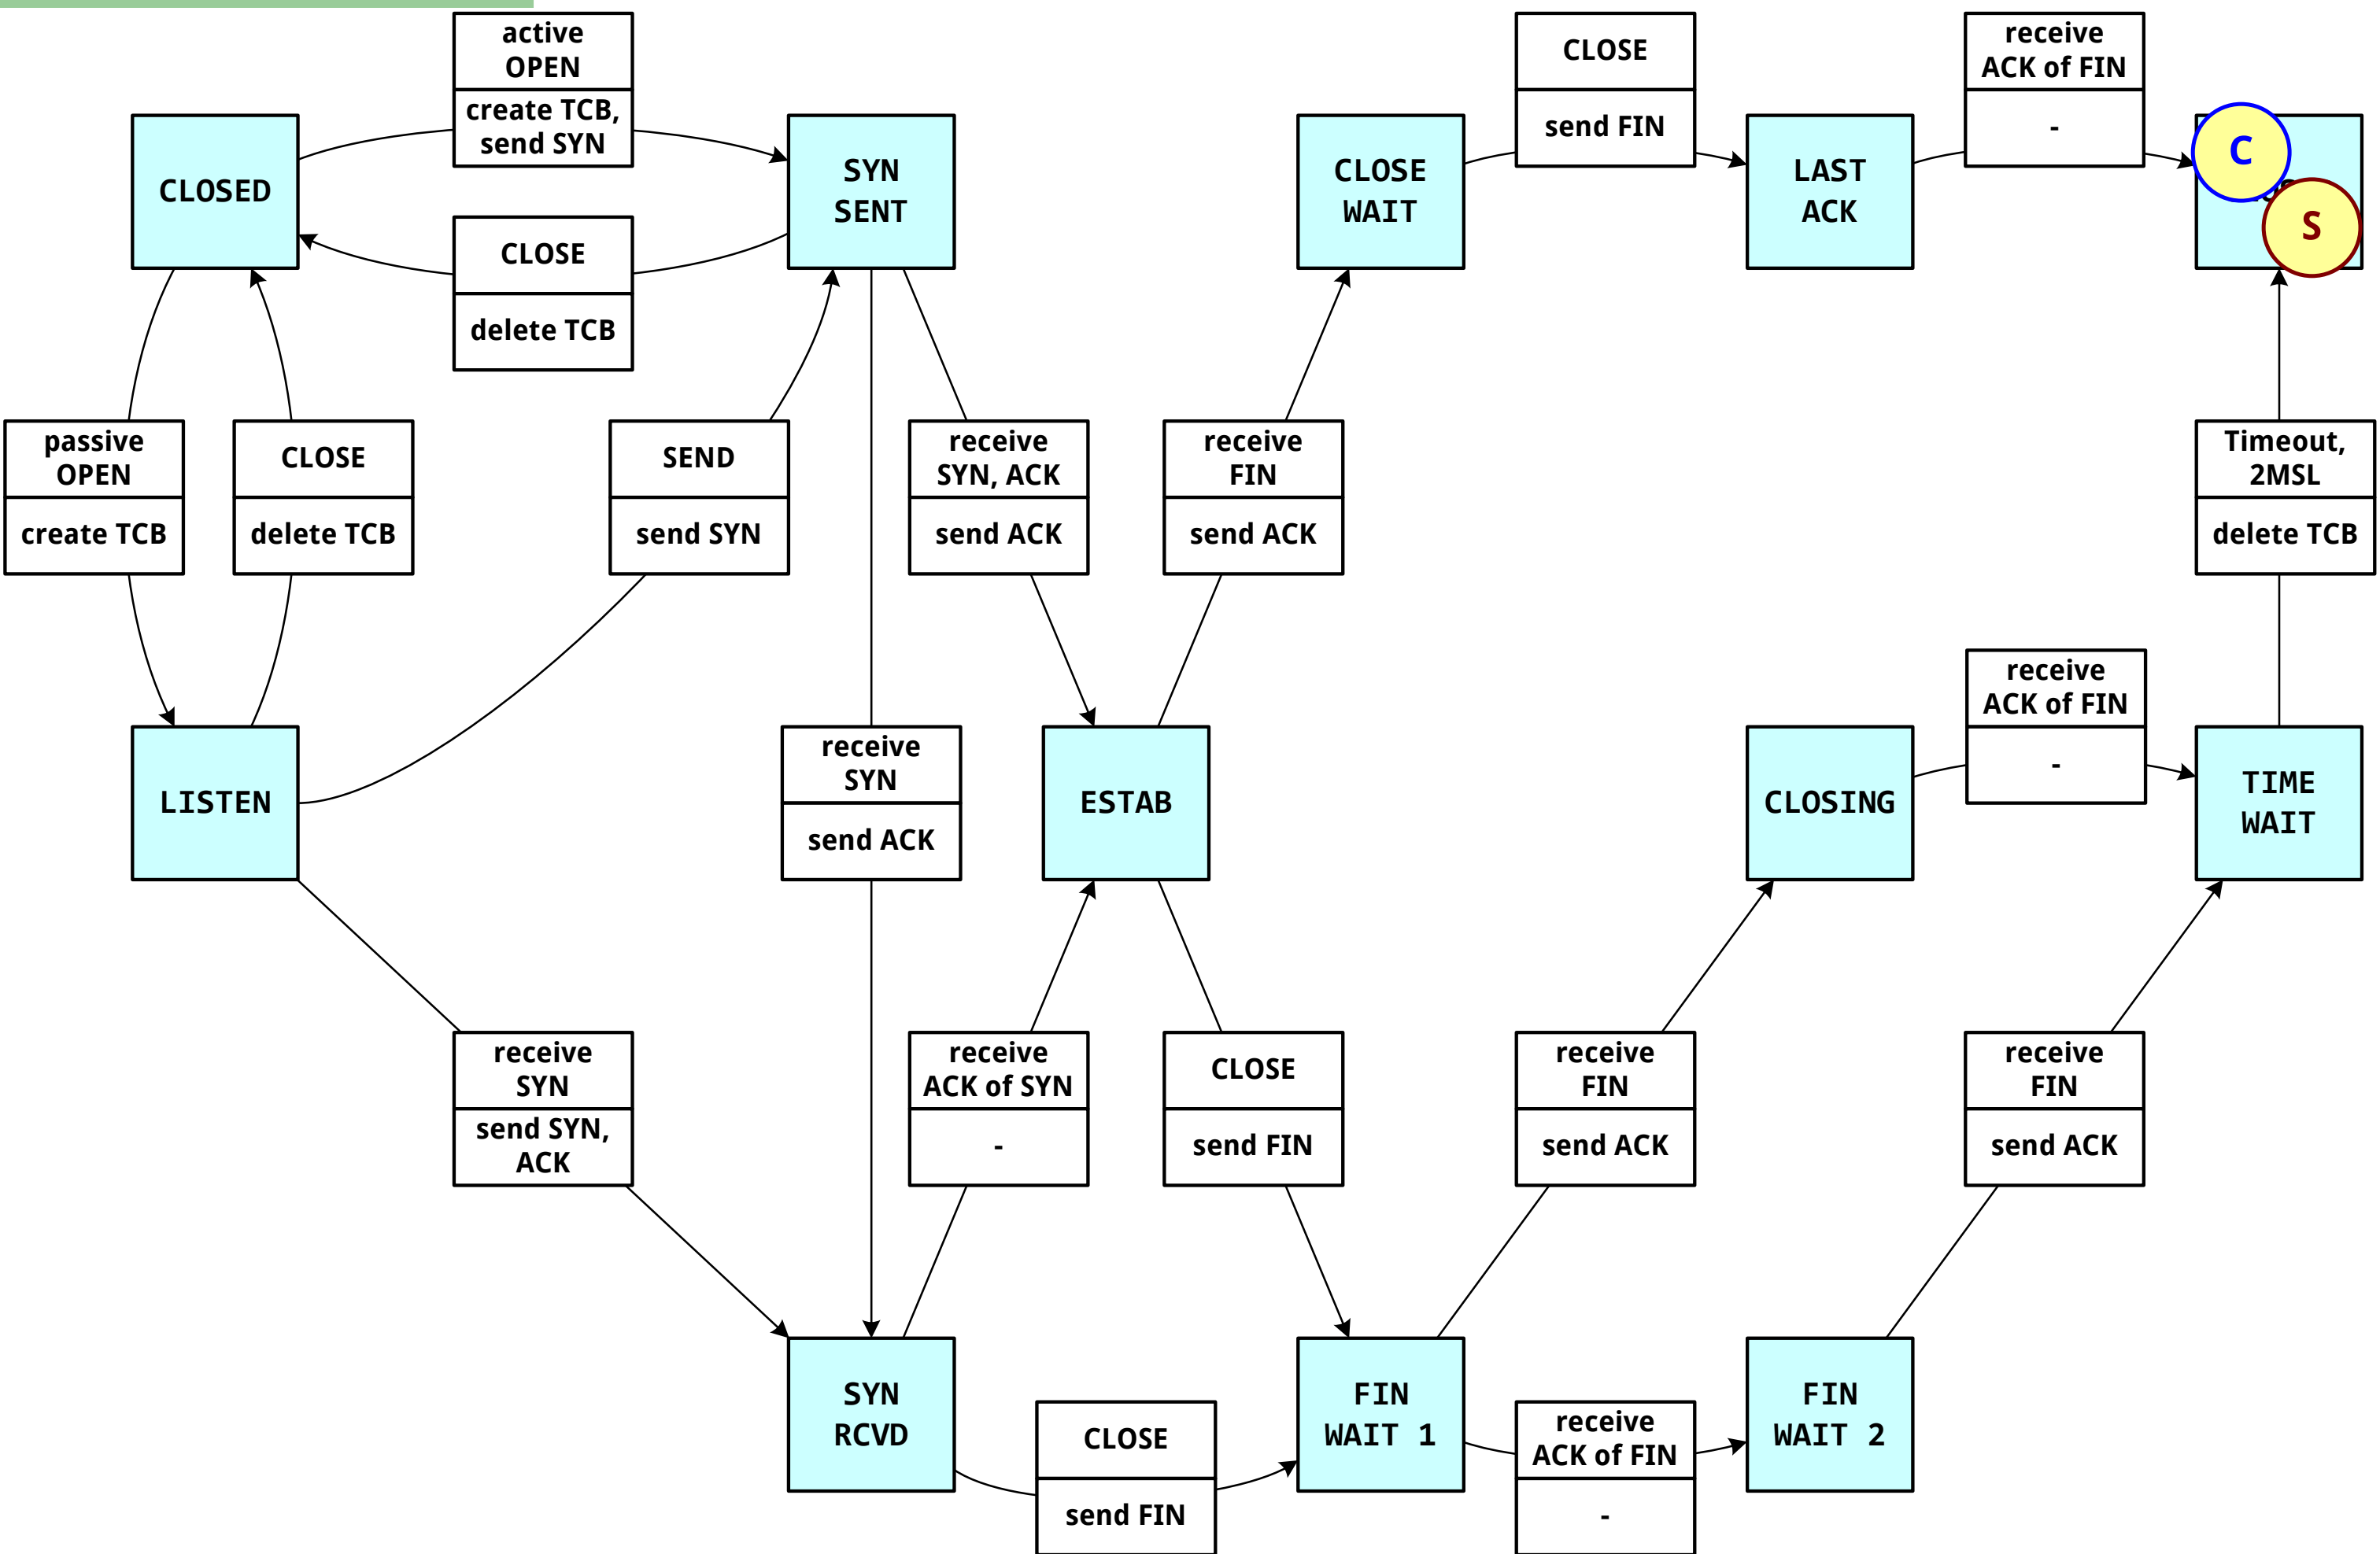 active
OPEN
create TCB,
send SYN
CLOSE
send FIN
receive
ACK of FIN
-
CLOSED
SYN
SENT
CLOSE
WAIT
LAST
ACK
C
S
CLOSE
delete TCB
passive
OPEN
create TCB
CLOSE
delete TCB
SEND
send SYN
receive
SYN, ACK
send ACK
receive
FIN
send ACK
Timeout,
2MSL
delete TCB
receive
ACK of FIN
-
LISTEN
receive
SYN
send ACK
ESTAB
CLOSING
TIME
WAIT
receive
SYN
send SYN,
ACK
receive
ACK of SYN
-
CLOSE
send FIN
receive
FIN
send ACK
receive
FIN
send ACK
SYN
RCVD
CLOSE
send FIN
FIN
WAIT 1
receive
ACK of FIN
-
FIN
WAIT 2